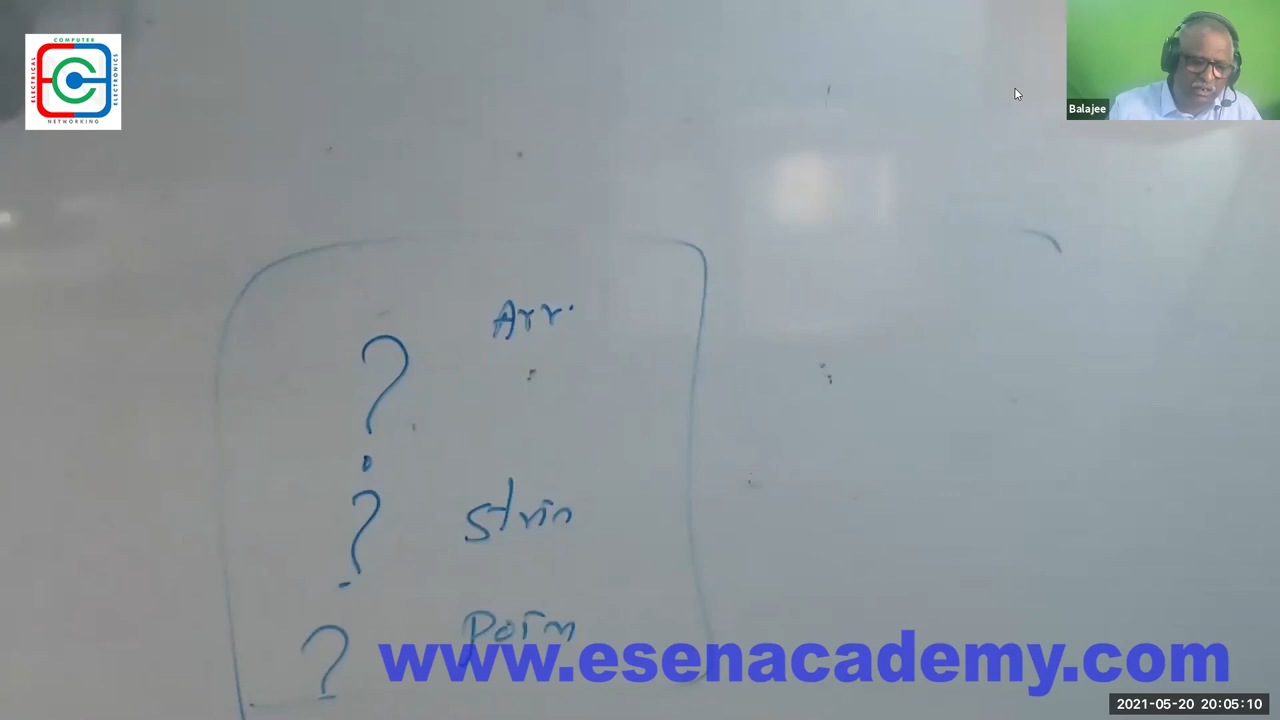 COMPUTER
ELECTRICAL
ELECTRONICS
NETWORKING
Balajee
Arr.
?
? Strin
? Poin
www.esenacademy.com
2021-05-20 20:05:10